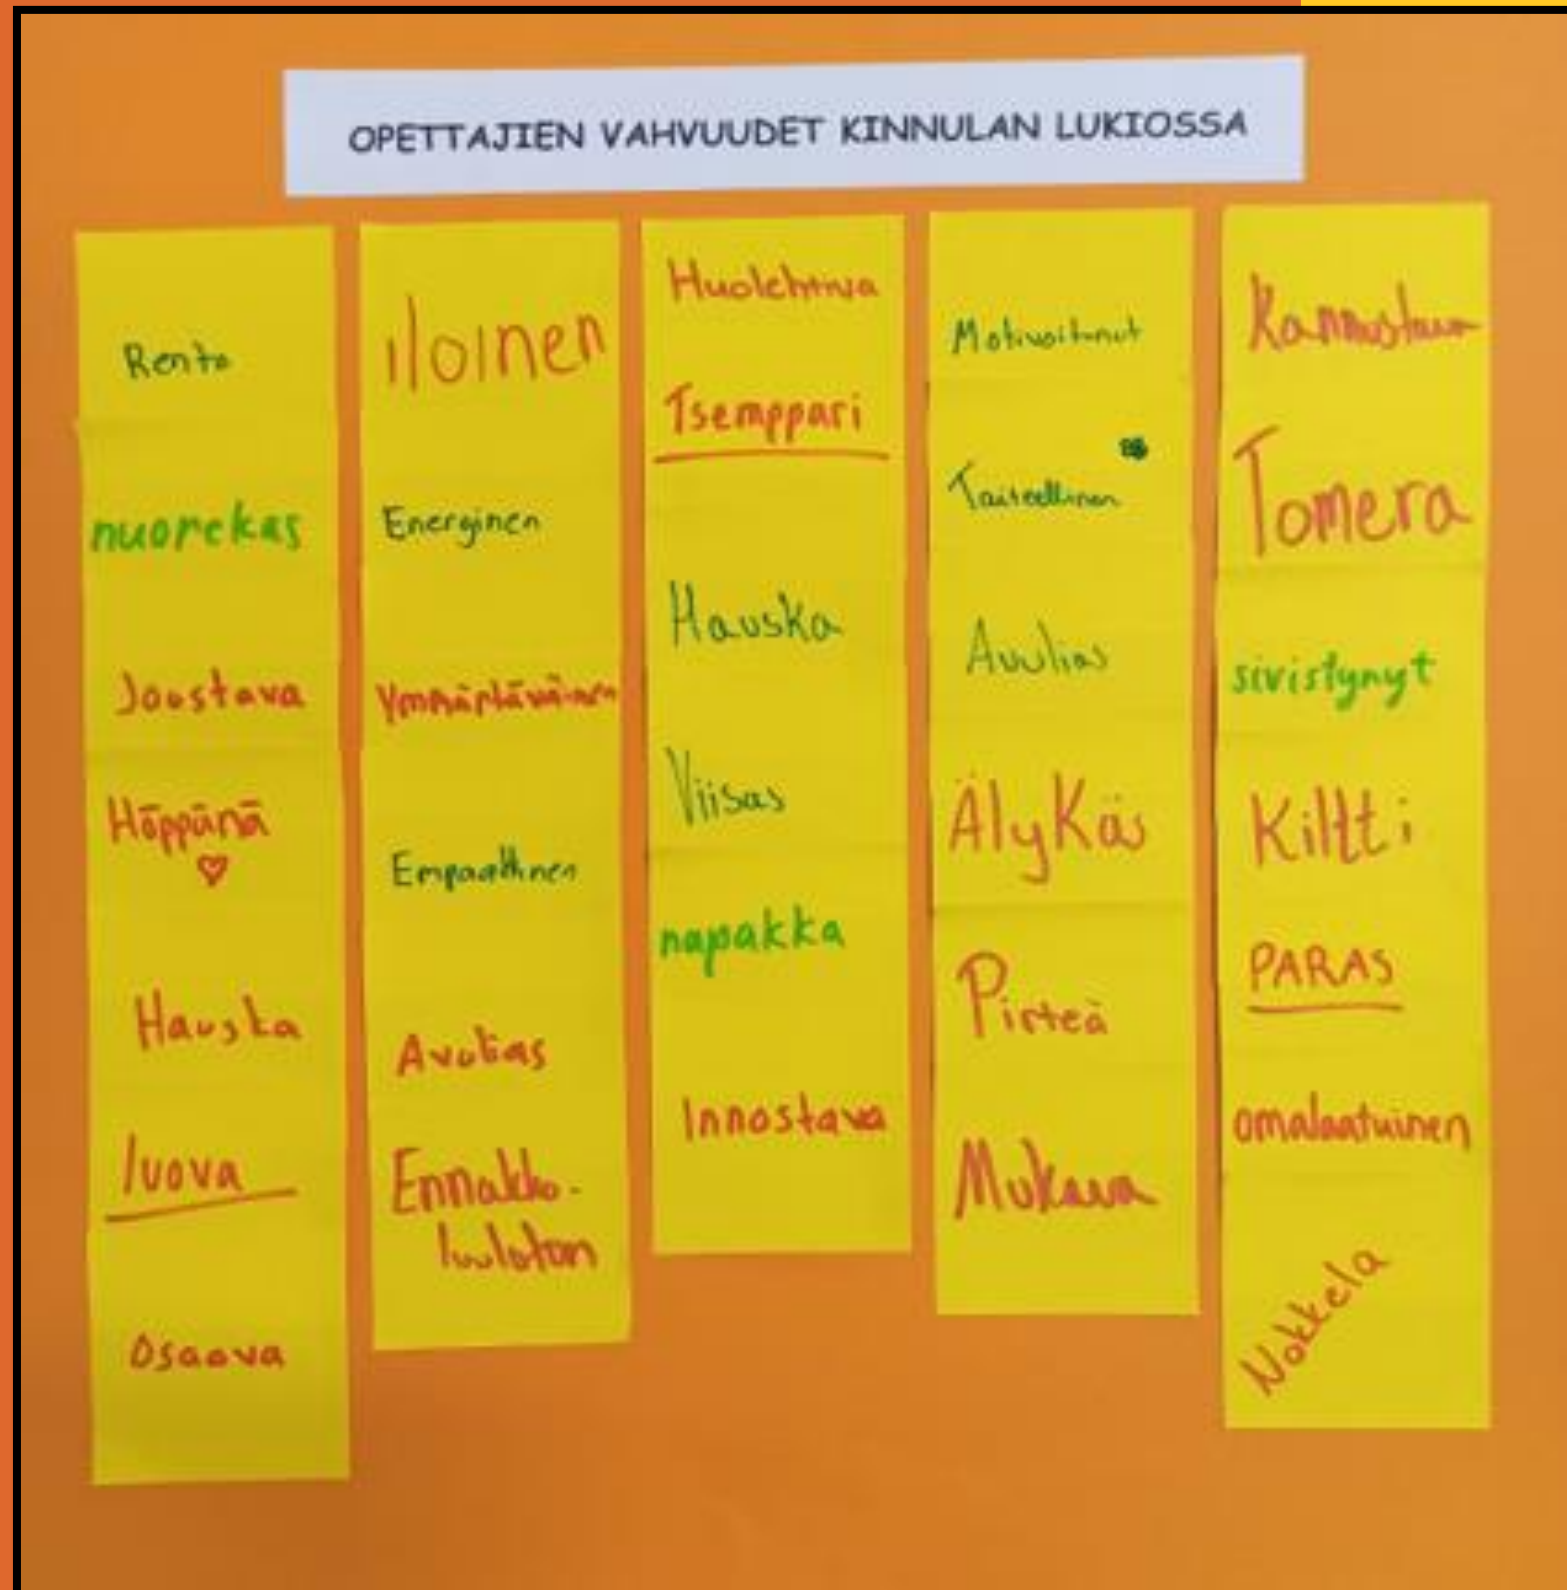 OPETTAJIEN VAHVUUDET KINNULAN LUKIOSSA
Rento
nuorekas
Joustava
Höppänä
Hauska
luova
Osaava
Iloinen
Energinen
Ymmärtäväinen
Empaattinen
Avulias
Ennakko-
luuloton
Huolehtiva
Tsemppari
Hauska
Viisas
napakka
Innostava
Motivoitunut
Taiteellinen
Avulias
ÄlyKäs
Pirteä
Mukava
Kannustava
Tomera
sivistynyt
Kiltti
PARAS
omalaatuinen
Nokkela